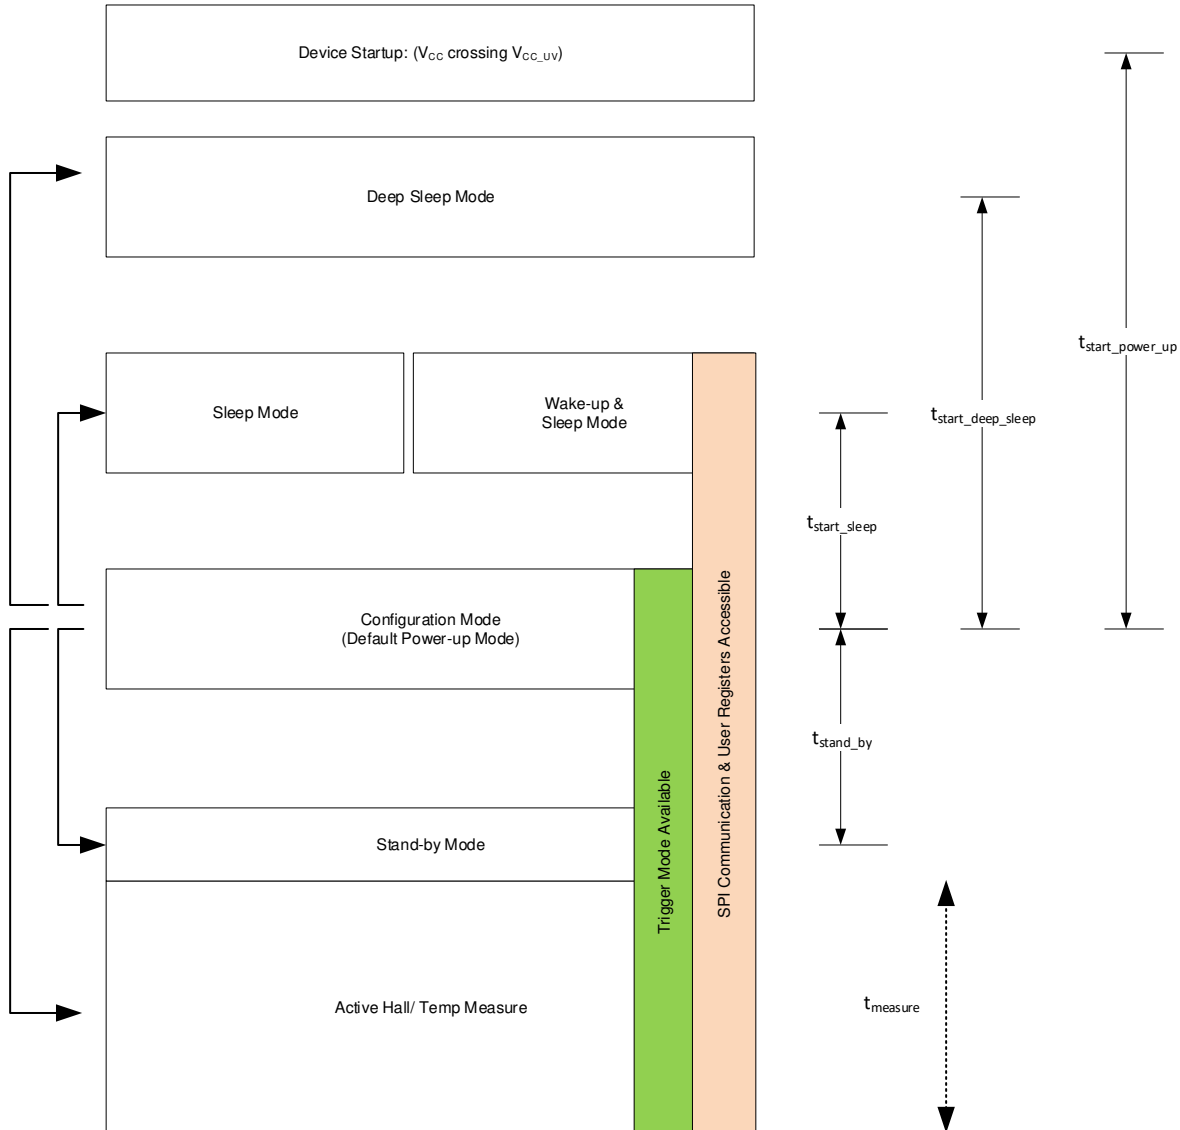 Device Startup: (VCC crossing VCC_UV)
Deep Sleep Mode
tstart_power_up
Sleep Mode
Wake-up &
Sleep Mode
tstart_deep_sleep
tstart_sleep
Configuration Mode
(Default Power-up Mode)
tstand_by
Stand-by Mode
Trigger Mode Available
SPI Communication & User Registers Accessible
Active Hall/ Temp Measure
tmeasure